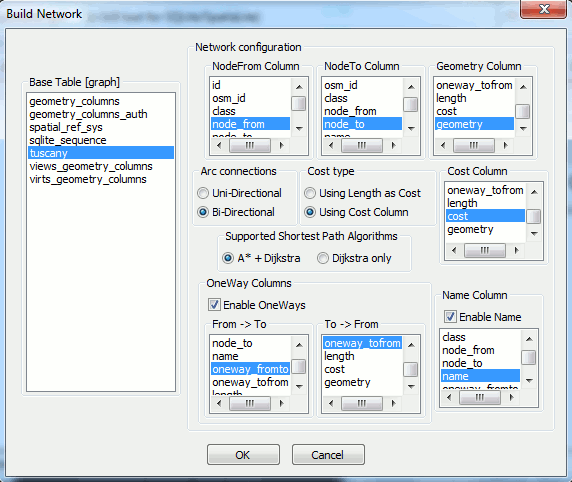 Build Network
Base Table [graph]
geometry_columns
geometry_columns_auth
spatial_ref_sys
sqlite_sequence
tuscany
views_geometry_columns
virts_geometry_columns
Network configuration
NodeFrom Column
id
osm_id
class
node_from
node_to
NodeTo Column
osm_id
class
node_from
node_to
name
Geometry Column
oneway_tofrom
length
cost
geometry
Arc connections
Uni-Directional
Bi-Directional
Cost type
Using Length as Cost
Using Cost Column
Cost Column
oneway_tofrom
length
cost
geometry
Supported Shortest Path Algorithms
A* + Dijkstra
Dijkstra only
OneWay Columns
Enable OneWays
From -> To
node_to
name
oneway_fromto
oneway_tofrom
length
To -> From
oneway_tofrom
length
cost
geometry
Name Column
Enable Name
class
node_from
node_to
name
oneway_fromto
OK
Cancel